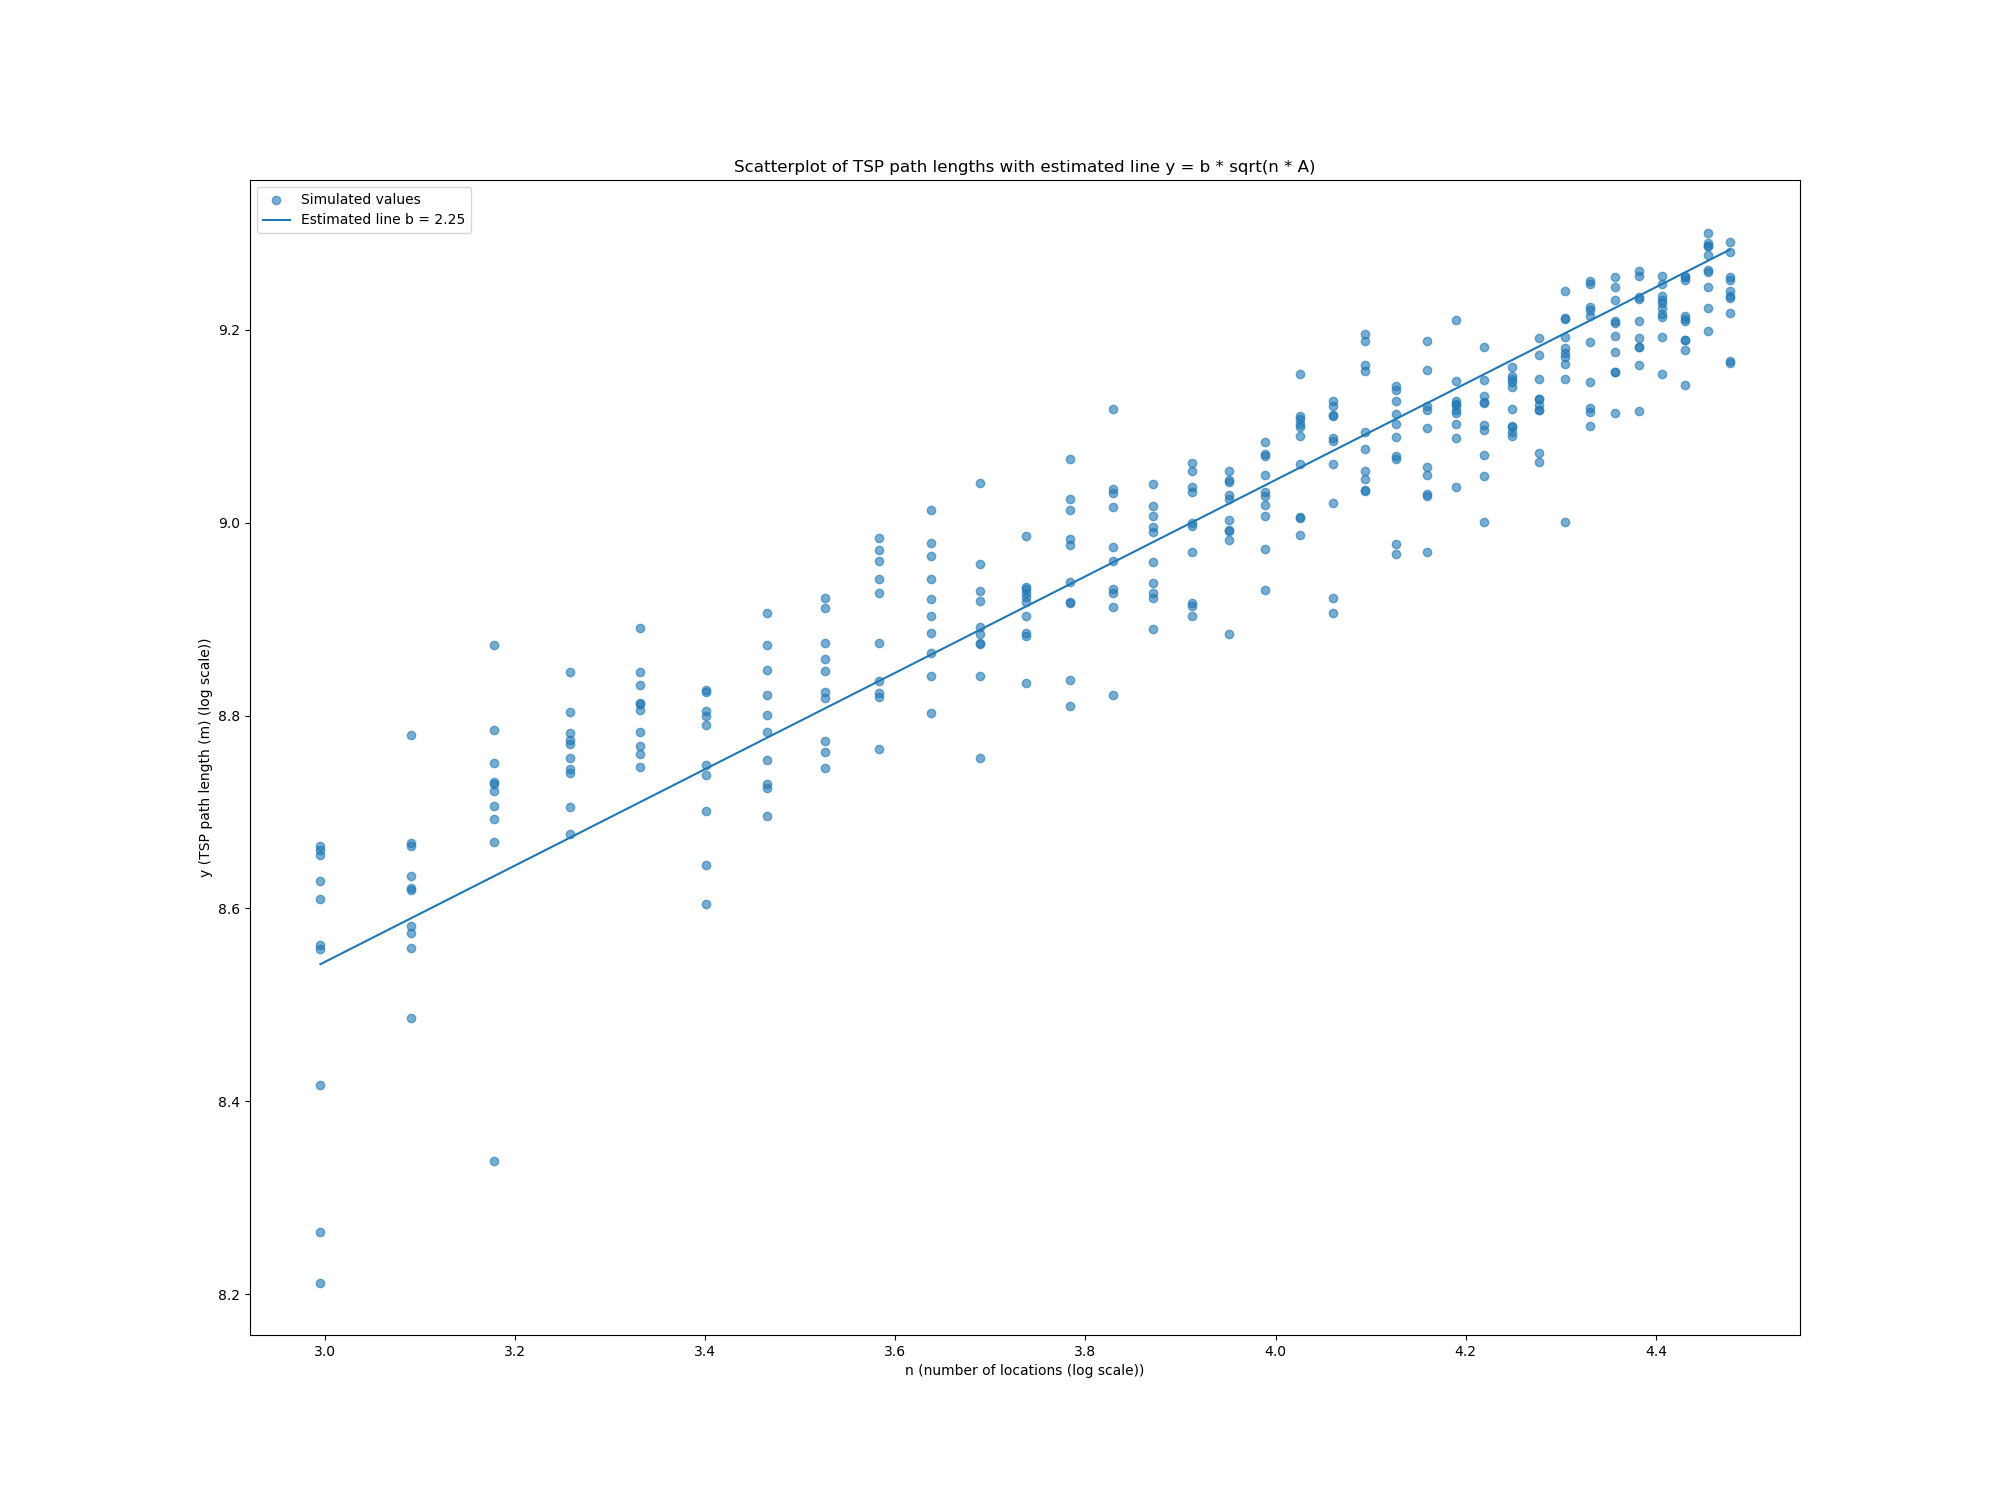 Scatterplot of TSP path lengths with estimated line y = b * sqrt(n * A)
Simulated values
Estimated line b = 2.25
y (TSP path length (m) (log scale))
9.2
9.0
8.8
8.6
8.4
8.2
3.0 3.2 3.4 3.6 3.8 4.0 4.2 4.4
n (number of locations (log scale))